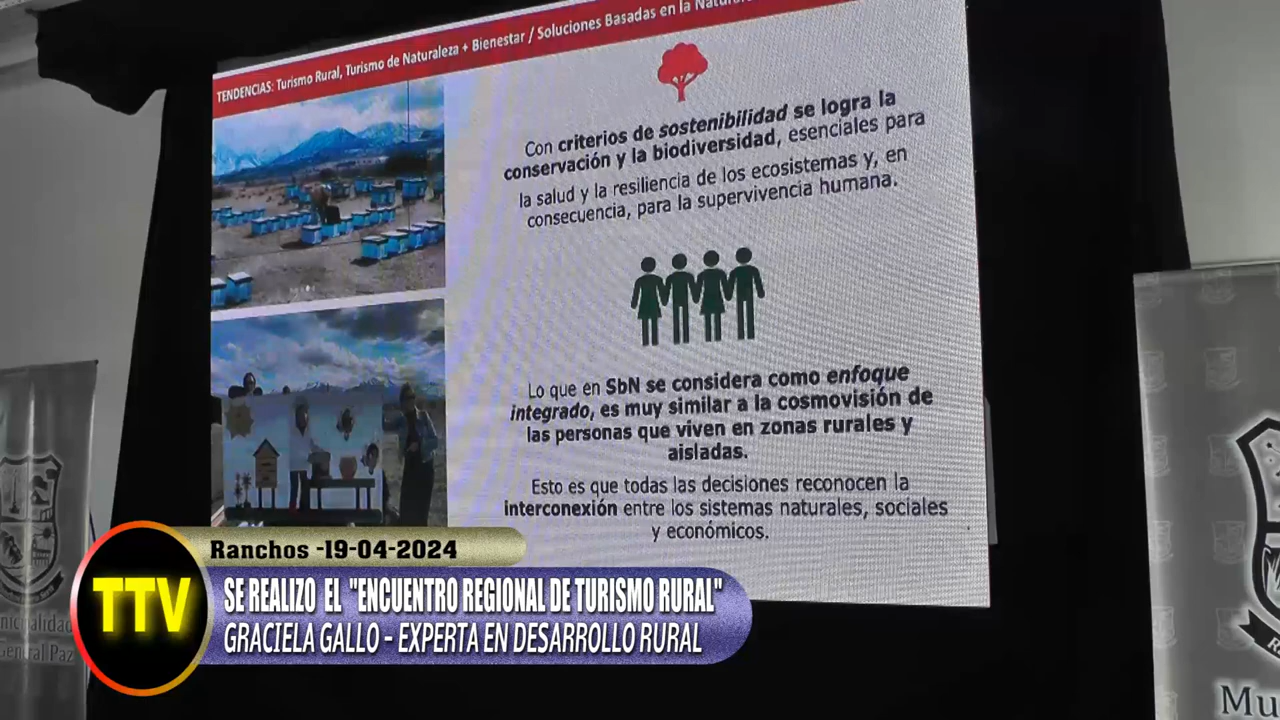 TENDENCIAS: Turismo Rural, Turismo de Naturaleza + Bienestar / Soluciones Basadas en la
Con criterios de sostenibilidad se logra la
conservación y la biodiversidad, esenciales para
la salud y la resiliencia de los ecosistemas y, en
consecuencia, para la supervivencia humana.
Lo que en SbN se considera como enfoque
integrado, es muy similar a la cosmovisión de
las personas que viven en zonas rurales y
aisladas.
Esto es que todas las decisiones reconocen la
interconexión entre los sistemas naturales, sociales
y económicos.
Ranchos -19-04-2024
TTV
SE REALIZO EL "ENCUENTRO REGIONAL DE TURISMO RURAL"
GRACIELA GALLO - EXPERTA EN DESARROLLO RURAL
General Paz
Mu